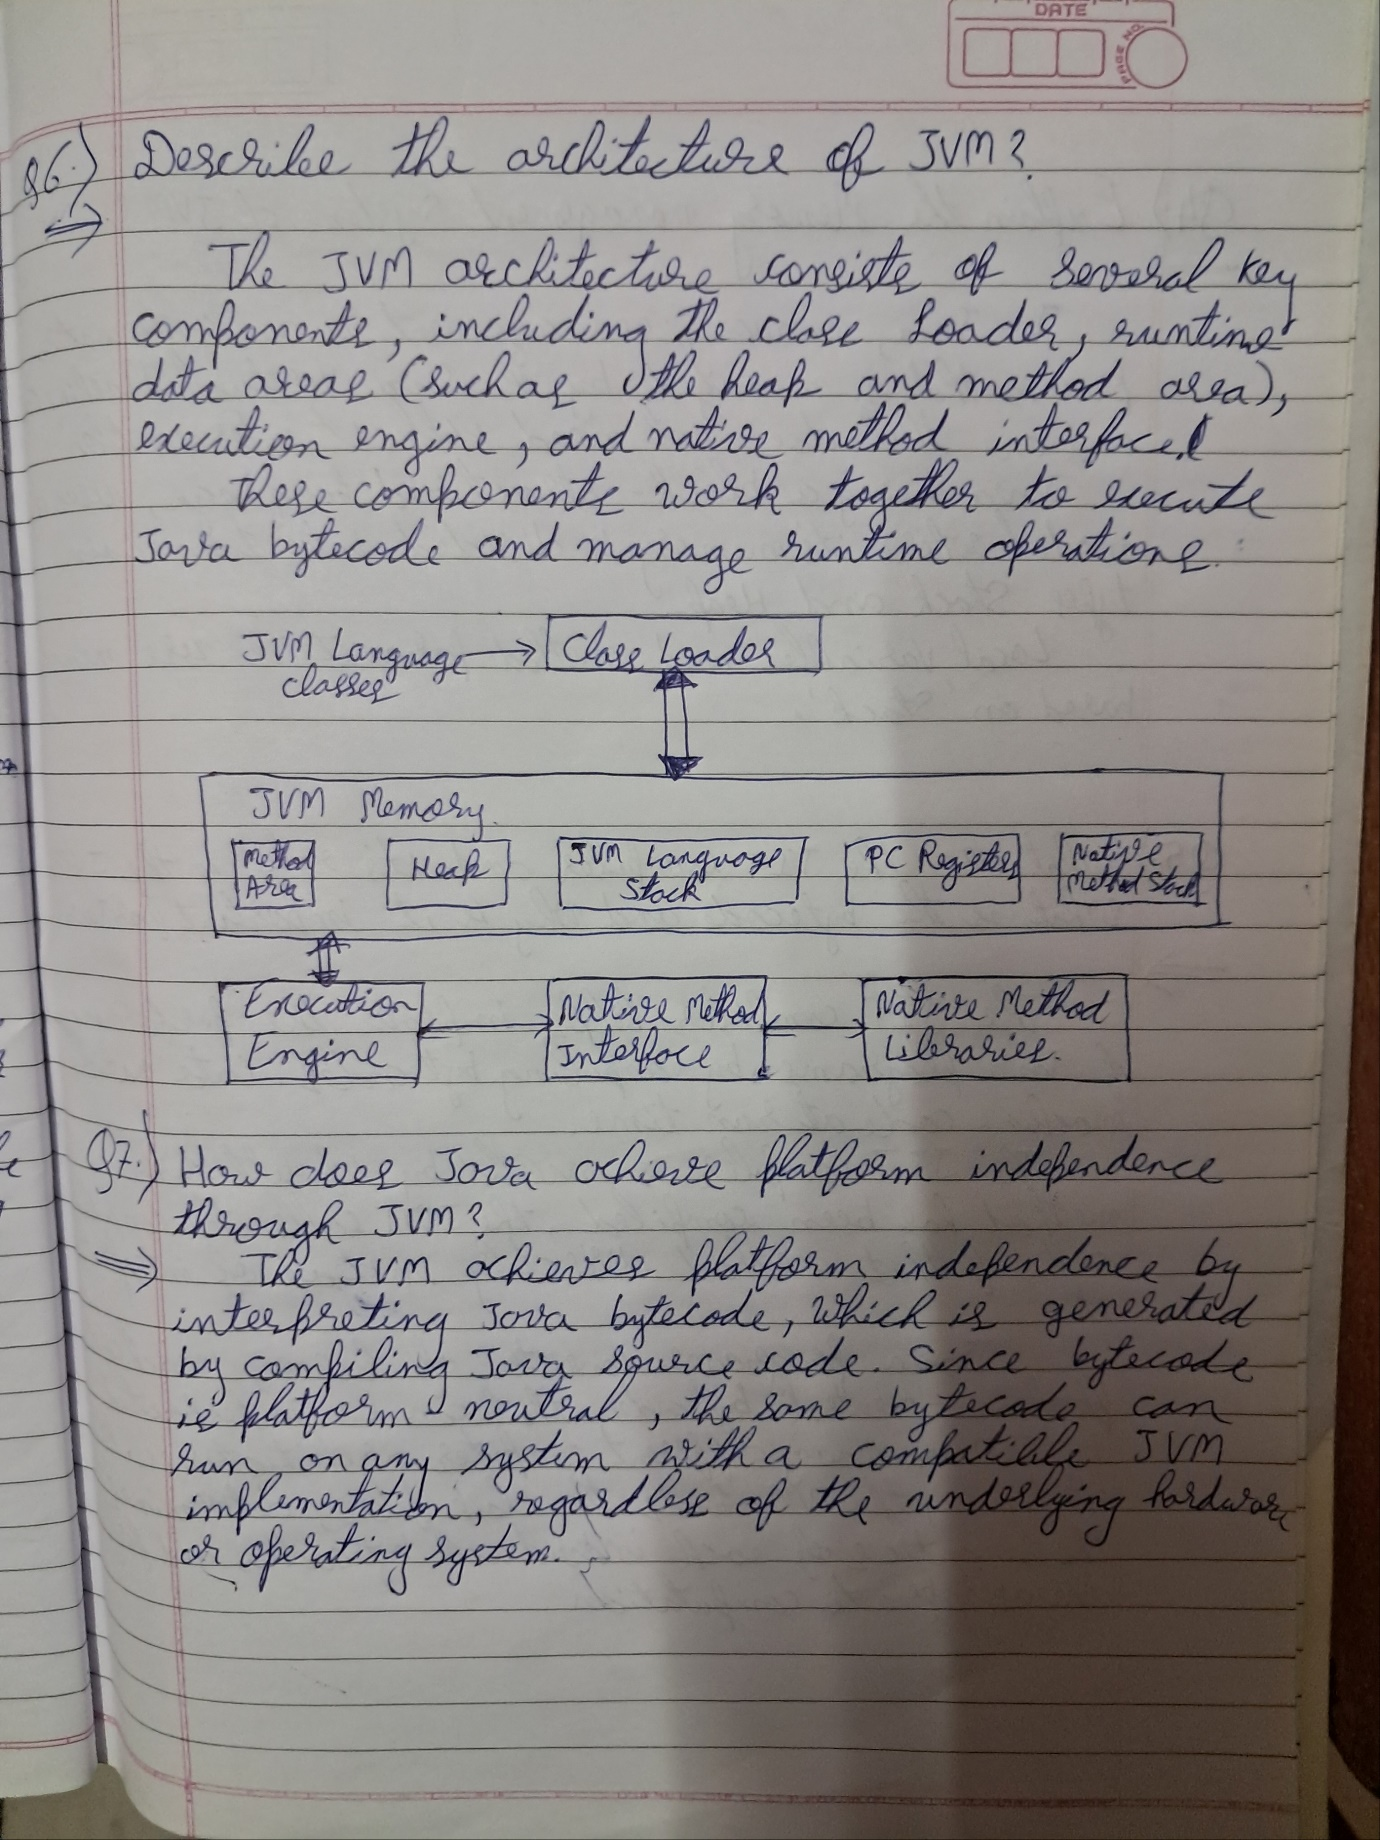 DATE
PAGE NO.
Q6.) Describe the architecture of JVM?
The JVM architecture consists of several key
components, including the class Loader, runtime
data areas (such as the heap and method area),
execution engine, and native method interface.
These components work together to execute
Java bytecode and manage runtime operations.
JVM Language
classes
Class Loader
JVM Memory
Method
Area
Heap
JVM Language
Stack
PC Registers
Native
Method Stack
Execution
Engine
Native Method
Interface
Native Method
Libraries.
Q7.) How does Java achieve platform independence
through JVM?
The JVM achieves platform independence by
interpreting Java bytecode, which is generated
by compiling Java source code. Since bytecode
is platform - neutral, the same bytecode can
run on any system with a compatible JVM
implementation, regardless of the underlying hardware
or operating system.